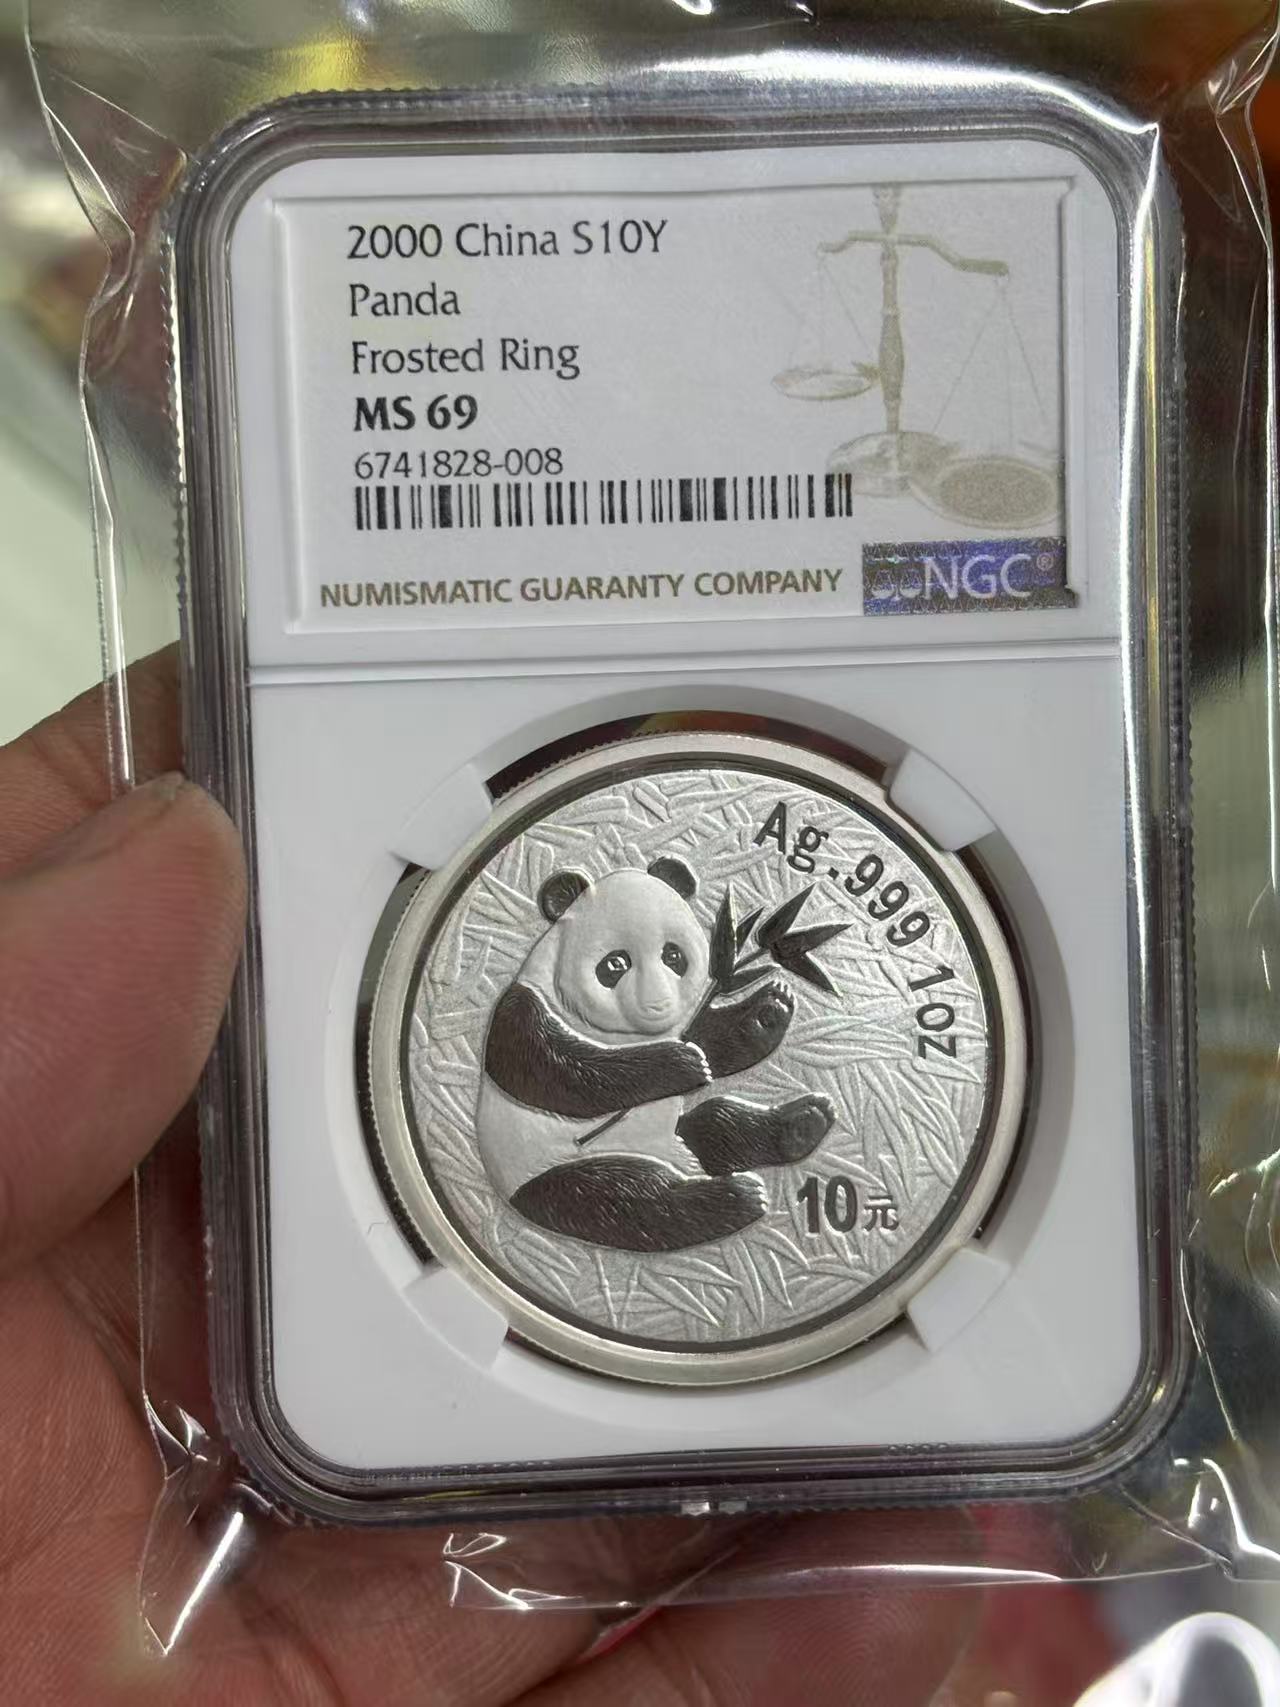 2000 China S10Y
Panda
Frosted Ring
MS 69
6741828-008
NUMISMATIC GUARANTY COMPANY
NGC®
Ag.999 1OZ
10元